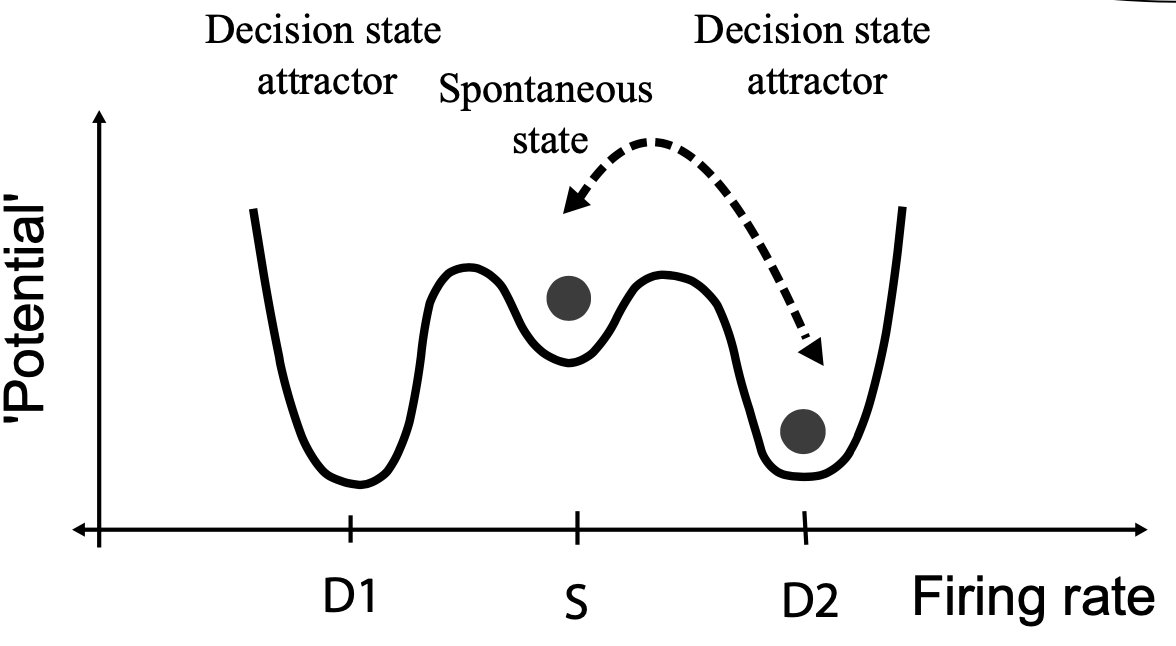 Decision state
attractor
Spontaneous
state
Decision state
attractor
'Potential'
D1
S
D2
Firing rate